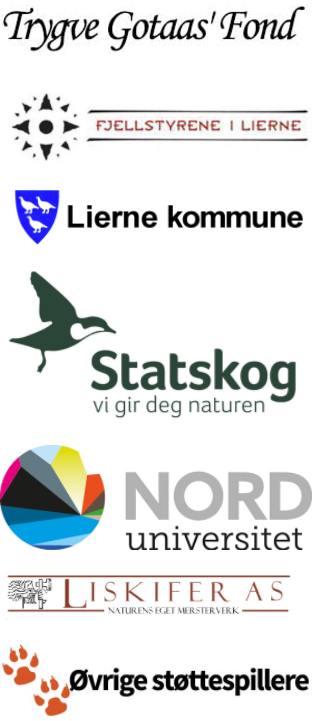 Trygve Gotaas' Fond
FJELLSTYRENE I LIERNE
Lierne kommune
Statskog
vi gir deg naturen
NORD
universitet
LISKIFER AS
NATURENS EGET MERSTERVERK
Øvrige støttespillere